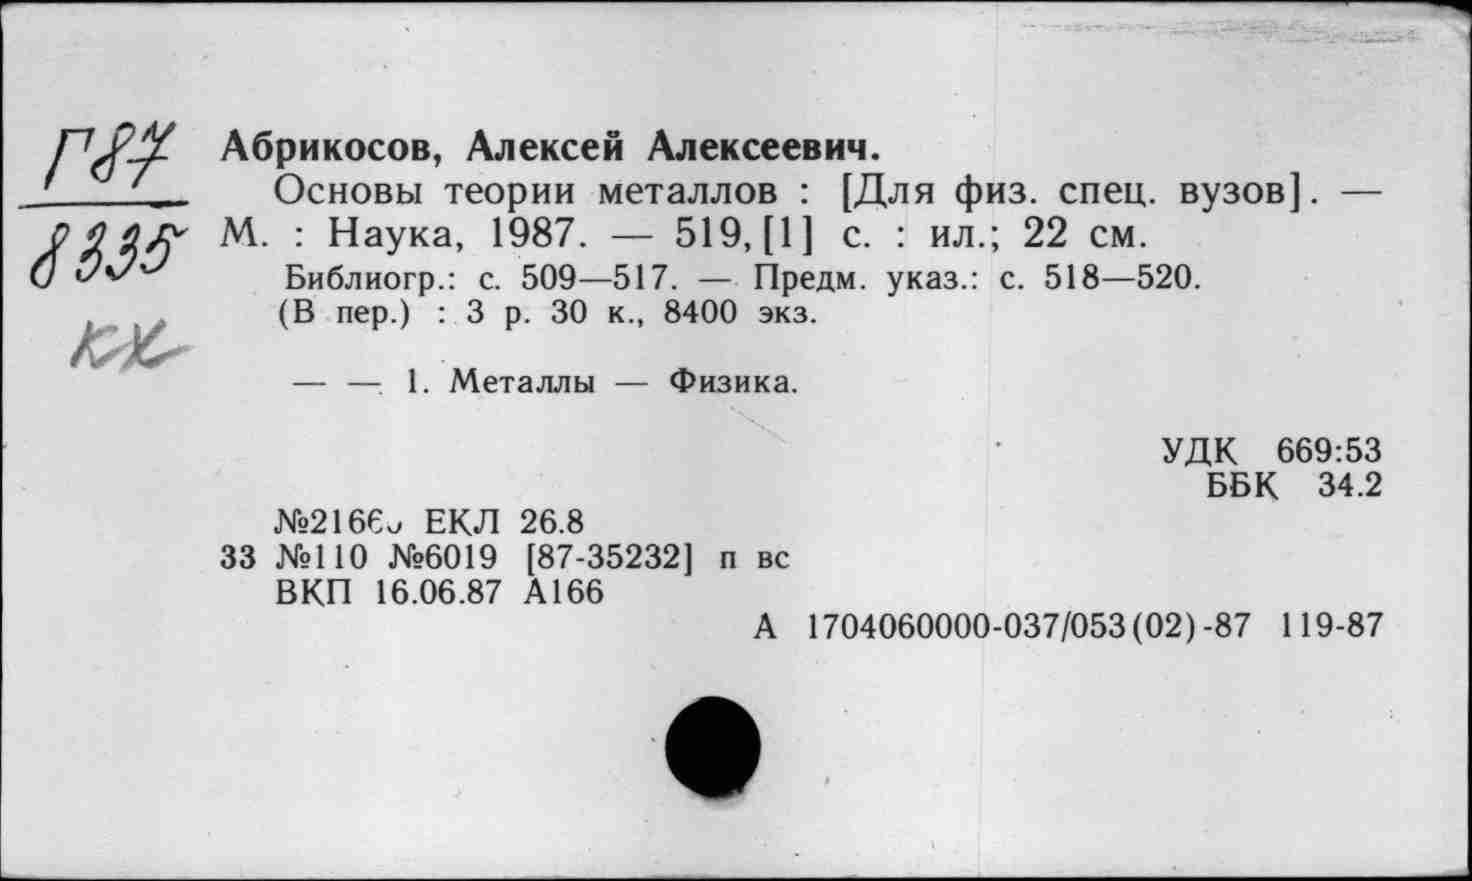 Г87
8335
кх
Абрикосов, Алексей Алексеевич.
Основы теории металлов : [Для физ. спец. вузов]. —
М. : Наука, 1987. — 519, [1] с. : ил.; 22 см.
Библиогр.: с. 509—517. — Предм. указ.: с. 518—520.
(В пер.) : 3 р. 30 к., 8400 экз.
— — 1. Металлы — Физика.
УДК 669:53
ББК 34.2
ЕКЛ 26.8
33 №110 №6019 [87-35232] п вс
ВКП 16.06.87 А166
А 1704060000-037/053(02)-87 119-87